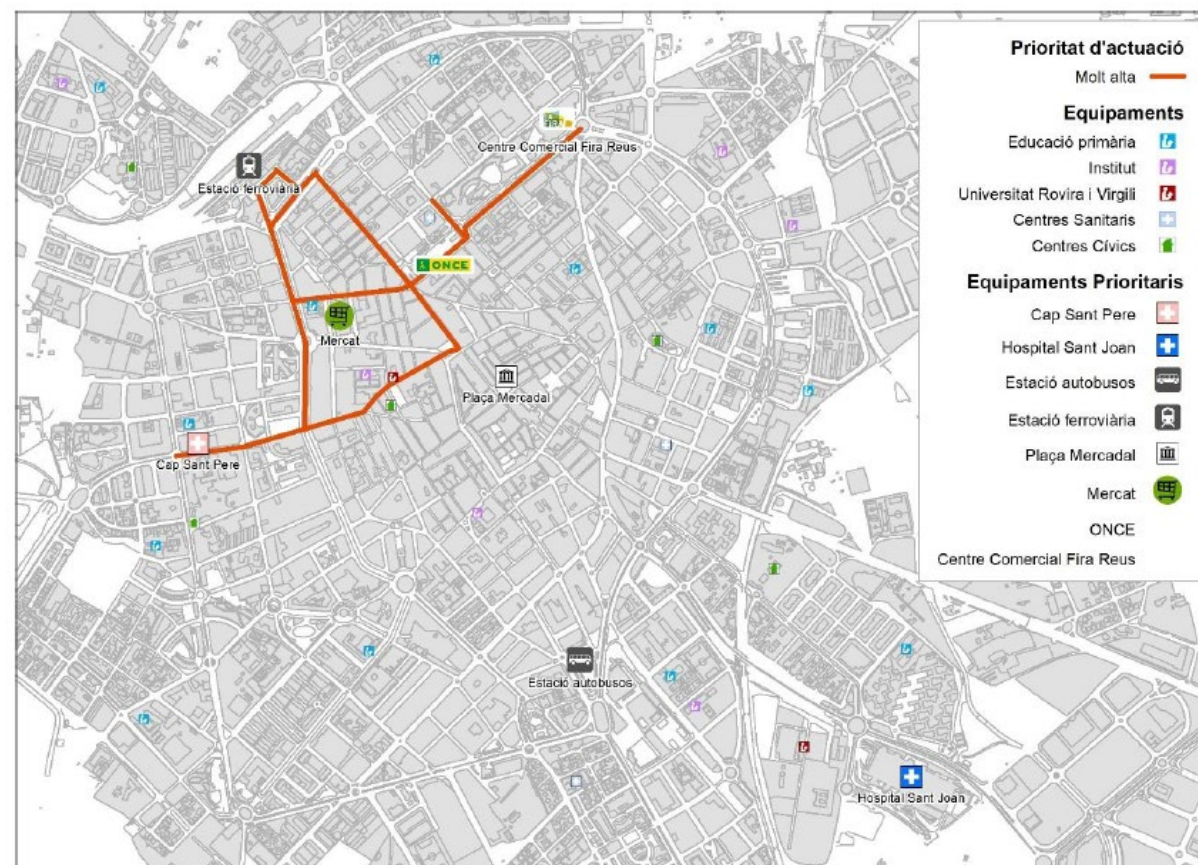 Prioritat d'actuació
Molt alta
Equipaments
Educació primària
Institut
Universitat Rovira i Virgili
Centres Sanitaris
Centres Cívics
Equipaments Prioritaris
Cap Sant Pere
Hospital Sant Joan
Estació autobusos
Estació ferroviària
Plaça Mercadal
Mercat
ONCE
Centre Comercial Fira Reus
Centre Comercial Fira Reus
Estació ferroviària
ONCE
Mercat
Plaça Mercadal
Cap Sant Pere
Estació autobusos
Hospital Sant Joan